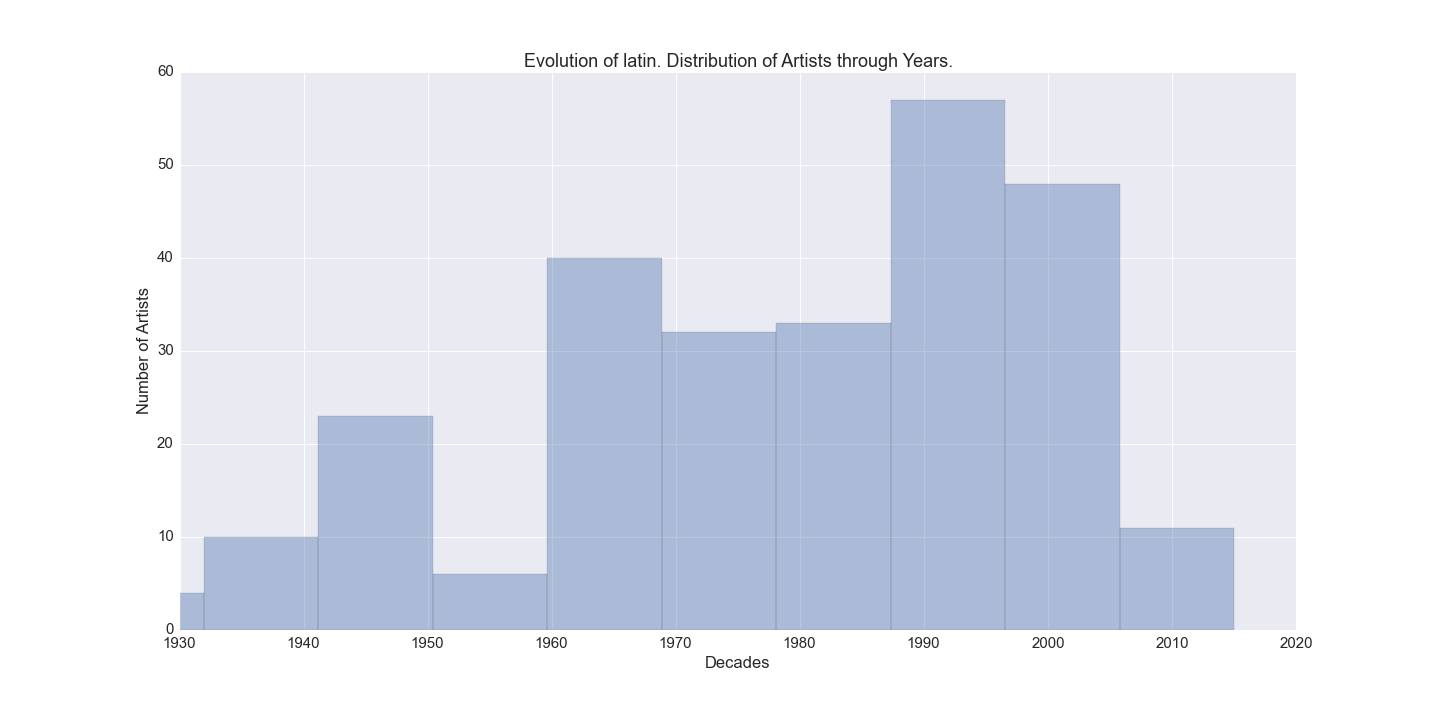 Evolution of latin. Distribution of Artists through Years.
60
50
40
30
20
10
0
Number of Artists
1930 1940 1950 1960 1970 1980 1990 2000 2010 2020
Decades